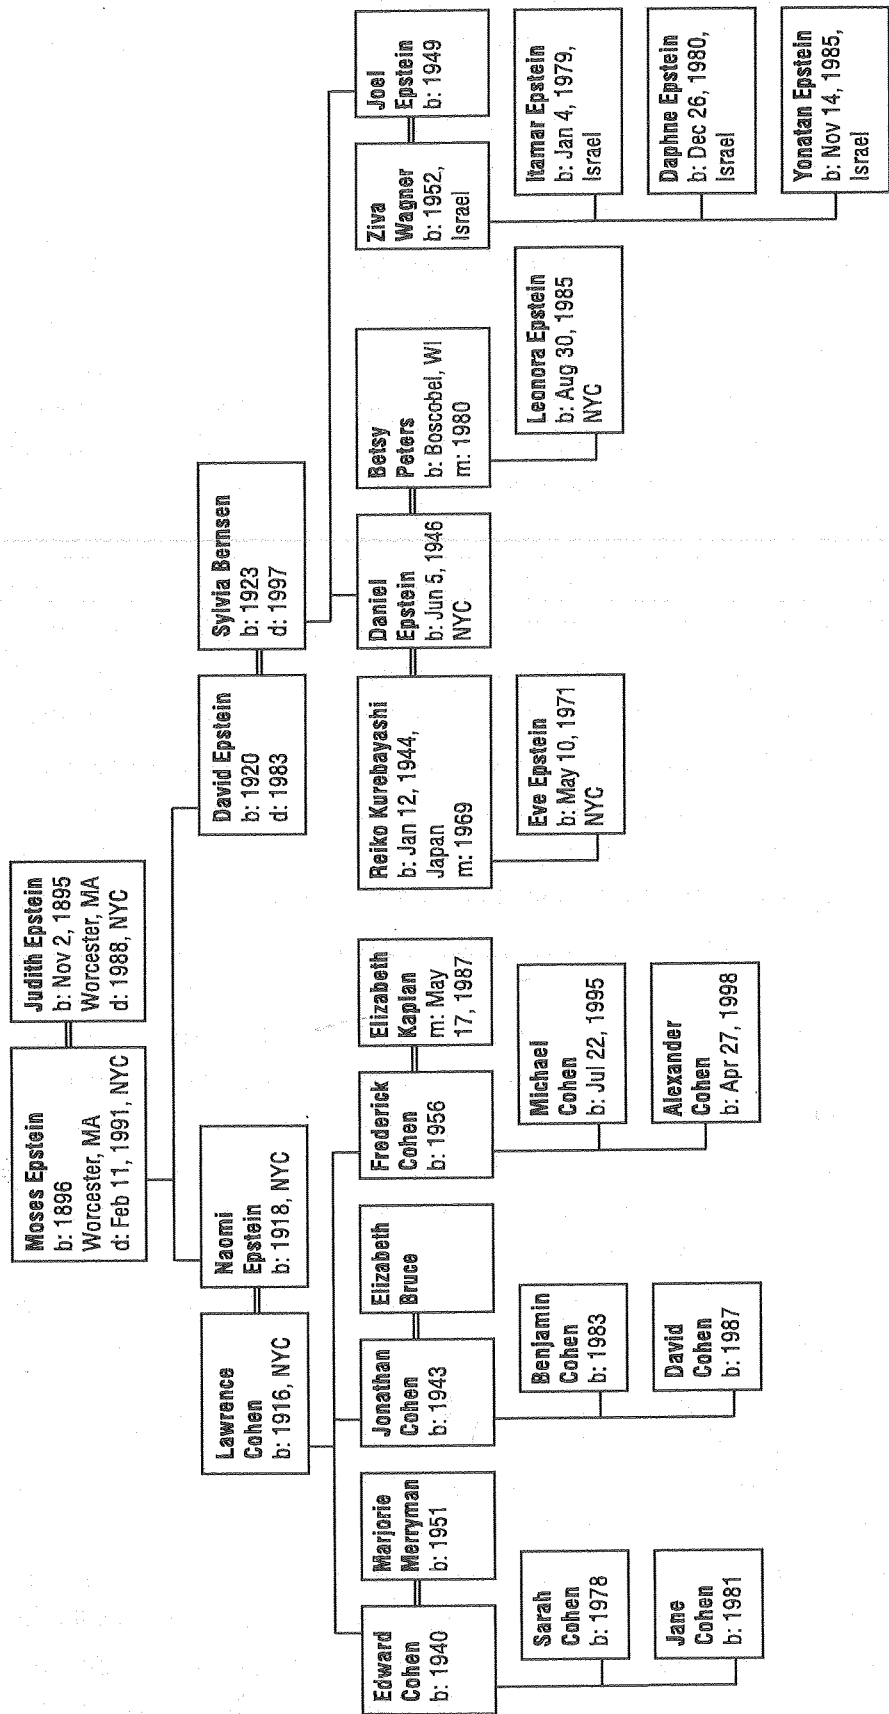 Moses Epstein
b: 1896
Worcester, MA
d: Feb 11, 1991, NYC
Judith Epstein
b: Nov 2, 1895
Worcester, MA
d: 1988, NYC
Lawrence
Cohen
b: 1916, NYC
Naomi
Epstein
b: 1918, NYC
David Epstein
b: 1920
d: 1983
Sylvia Bernsen
b: 1923
d: 1997
Edward
Cohen
b: 1940
Marjorie
Merryman
b: 1951
Jonathan
Cohen
b: 1943
Elizabeth
Bruce
Frederick
Cohen
b: 1956
Elizabeth
Kaplan
m: May
17, 1987
Reiko Kurebayashi
b: Jan 12, 1944,
Japan
m: 1969
Daniel
Epstein
b: Jun 5, 1946
NYC
Betsy
Peters
b: Boscobel, WI
m: 1980
Ziva
Wagner
b: 1952,
Israel
Joel
Epstein
b: 1949
Sarah
Cohen
b: 1978
Jane
Cohen
b: 1981
Benjamin
Cohen
b: 1983
David
Cohen
b: 1987
Michael
Cohen
b: Jul 22, 1995
Alexander
Cohen
b: Apr 27, 1998
Eve Epstein
b: May 10, 1971
NYC
Leonora Epstein
b: Aug 30, 1985
NYC
Itamar Epstein
b: Jan 4, 1979,
Israel
Daphne Epstein
b: Dec 26, 1980,
Israel
Yonatan Epstein
b: Nov 14, 1985,
Israel